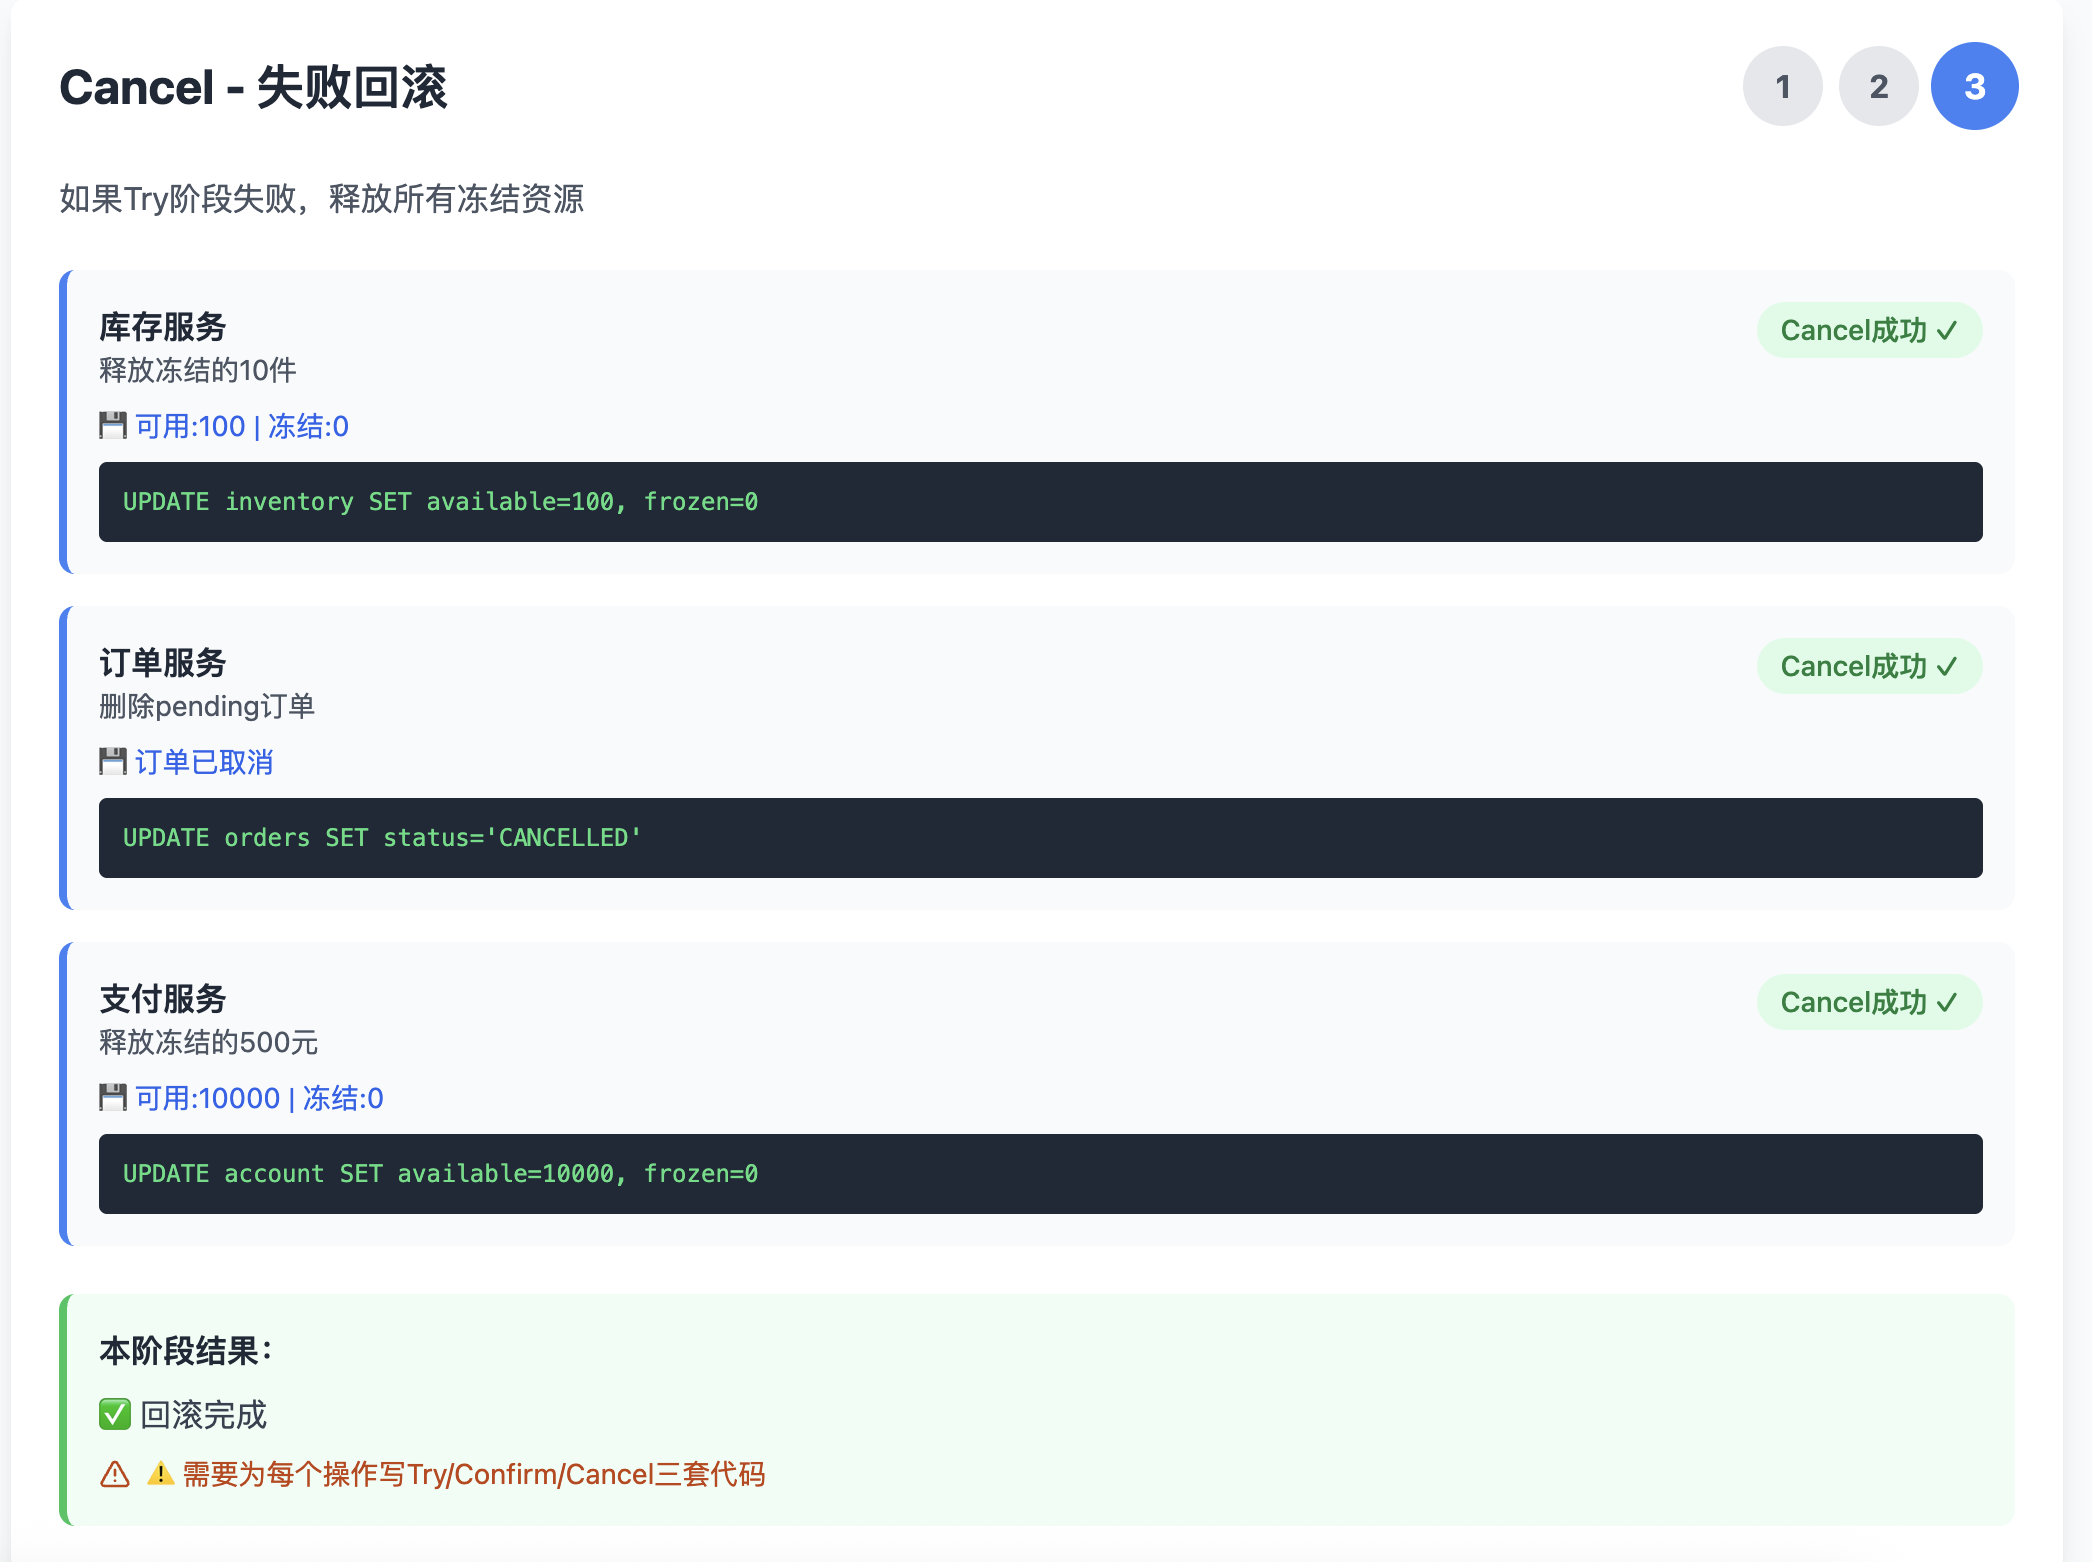 Cancel - 失败回滚
1 2 3
如果Try阶段失败，释放所有冻结资源
库存服务
Cancel成功 ✓
释放冻结的10件
💾 可用:100 | 冻结:0
UPDATE inventory SET available=100, frozen=0
订单服务
Cancel成功 ✓
删除pending订单
💾 订单已取消
UPDATE orders SET status='CANCELLED'
支付服务
Cancel成功 ✓
释放冻结的500元
💾 可用:10000 | 冻结:0
UPDATE account SET available=10000, frozen=0
本阶段结果：
✅ 回滚完成
⚠ ⚠️ 需要为每个操作写Try/Confirm/Cancel三套代码